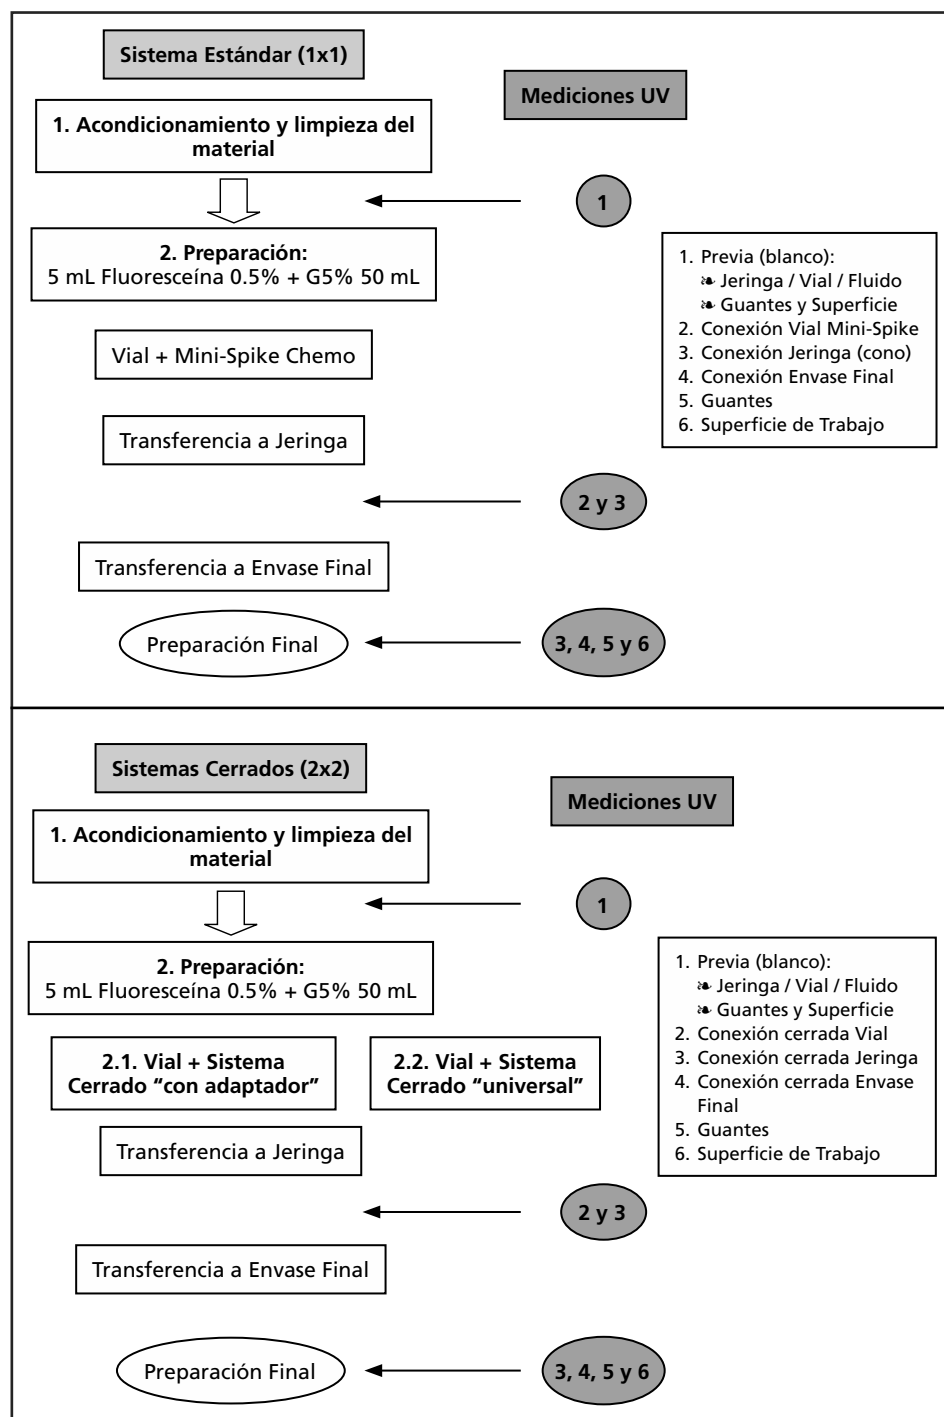 Sistema Estándar (1x1)
Mediciones UV
1. Acondicionamiento y limpieza del
material
1
2. Preparación:
5 mL Fluoresceína 0.5% + G5% 50 mL
1. Previa (blanco):
❧ Jeringa / Vial / Fluido
❧ Guantes y Superficie
2. Conexión Vial Mini-Spike
3. Conexión Jeringa (cono)
4. Conexión Envase Final
5. Guantes
6. Superficie de Trabajo
Vial + Mini-Spike Chemo
Transferencia a Jeringa
2 y 3
Transferencia a Envase Final
Preparación Final
3, 4, 5 y 6
Sistemas Cerrados (2x2)
Mediciones UV
1. Acondicionamiento y limpieza del
material
1
2. Preparación:
5 mL Fluoresceína 0.5% + G5% 50 mL
1. Previa (blanco):
❧ Jeringa / Vial / Fluido
❧ Guantes y Superficie
2. Conexión cerrada Vial
3. Conexión cerrada Jeringa
4. Conexión cerrada Envase
Final
5. Guantes
6. Superficie de Trabajo
2.1. Vial + Sistema
Cerrado “con adaptador”
2.2. Vial + Sistema
Cerrado “universal”
Transferencia a Jeringa
2 y 3
Transferencia a Envase Final
Preparación Final
3, 4, 5 y 6